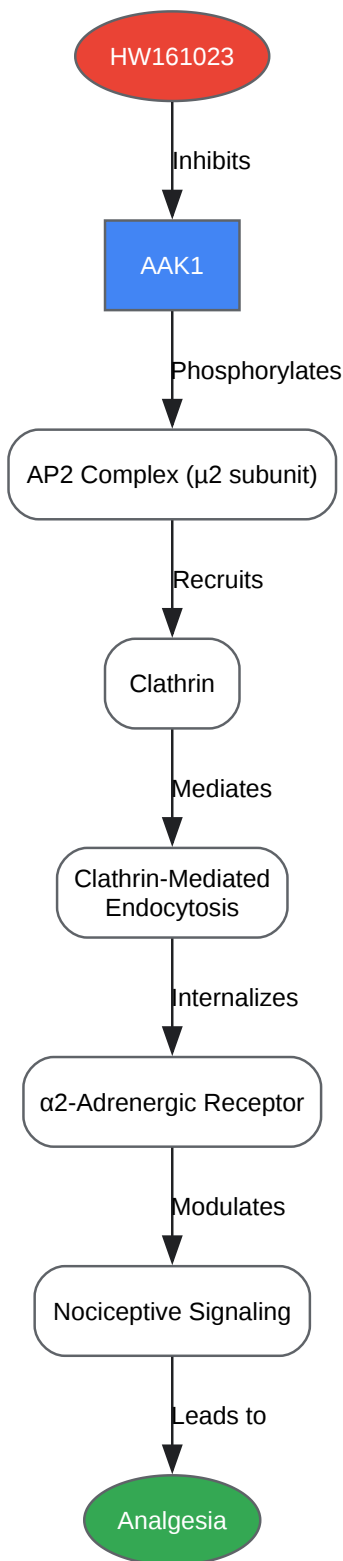 HW161023
Inhibits
AAK1
Phosphorylates
AP2 Complex (μ2 subunit)
Recruits
Clathrin
Mediates
Clathrin-Mediated
Endocytosis
Internalizes
α2-Adrenergic Receptor
Modulates
Nociceptive Signaling
Leads to
Analgesia